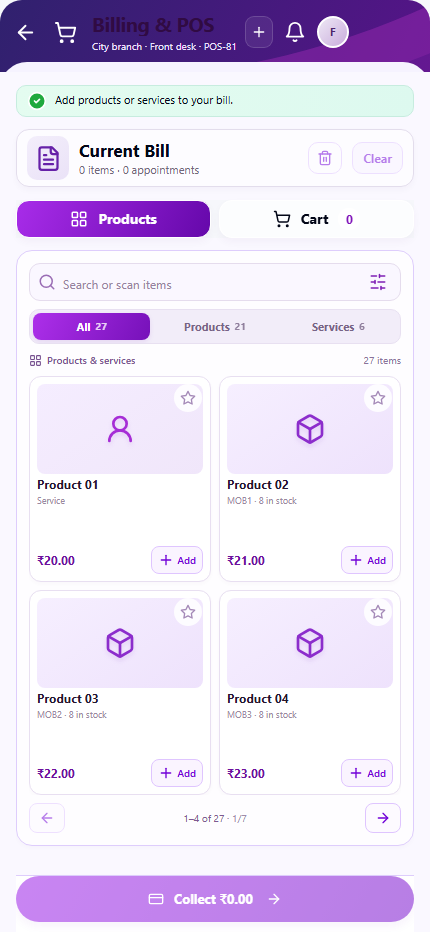 Billing & POS
City branch · Front desk · POS-81
F
Add products or services to your bill.
Current Bill
0 items · 0 appointments
Clear
Products
Cart 0
Search or scan items
All 27
Products 21
Services 6
Products & services
27 items
Product 01
Service
₹20.00
Add
Product 02
MOB1 · 8 in stock
₹21.00
Add
Product 03
MOB2 · 8 in stock
₹22.00
Add
Product 04
MOB3 · 8 in stock
₹23.00
Add
1–4 of 27 · 1/7
Collect ₹0.00